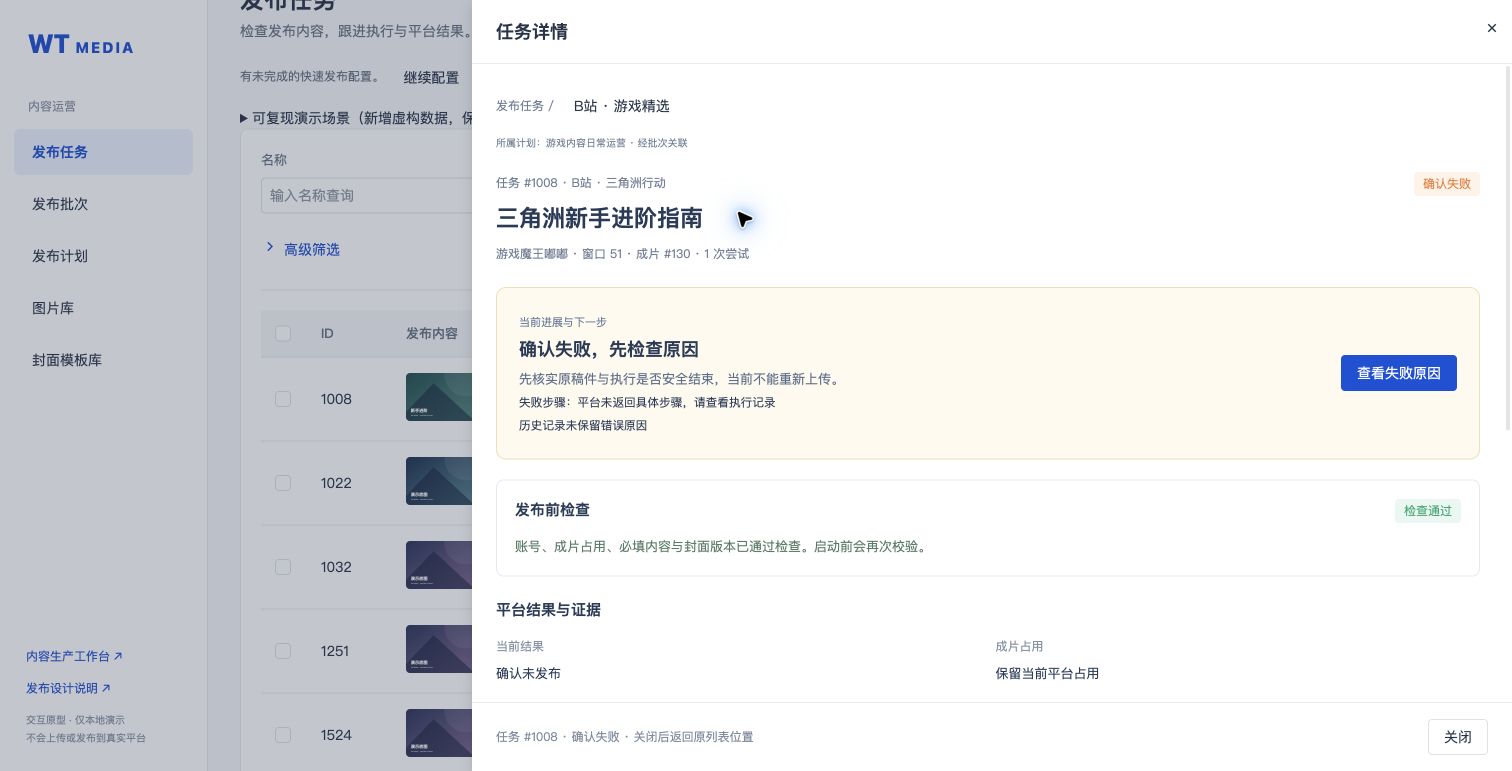 发布任务
WT MEDIA
检查发布内容，跟进执行与平台结果。
有未完成的快速发布配置。 继续配置
内容运营
▶ 可复现演示场景（新增虚构数据，保
发布任务
发布批次
发布计划
图片库
封面模板库
名称
输入名称查询
高级筛选
ID 发布内容
1008
1022
1032
1251
1524
内容生产工作台 ↗
发布设计说明 ↗
交互原型 · 仅本地演示
不会上传或发布到真实平台
任务详情
×
发布任务 / B站 · 游戏精选
所属计划：游戏内容日常运营 · 经批次关联
任务 #1008 · B站 · 三角洲行动
确认失败
三角洲新手进阶指南
游戏魔王嘟嘟 · 窗口 51 · 成片 #130 · 1 次尝试
当前进展与下一步
确认失败，先检查原因
先核实原稿件与执行是否安全结束，当前不能重新上传。
失败步骤：平台未返回具体步骤，请查看执行记录
历史记录未保留错误原因
查看失败原因
发布前检查
检查通过
账号、成片占用、必填内容与封面版本已通过检查。启动前会再次校验。
平台结果与证据
当前结果
确认未发布
成片占用
保留当前平台占用
任务 #1008 · 确认失败 · 关闭后返回原列表位置
关闭